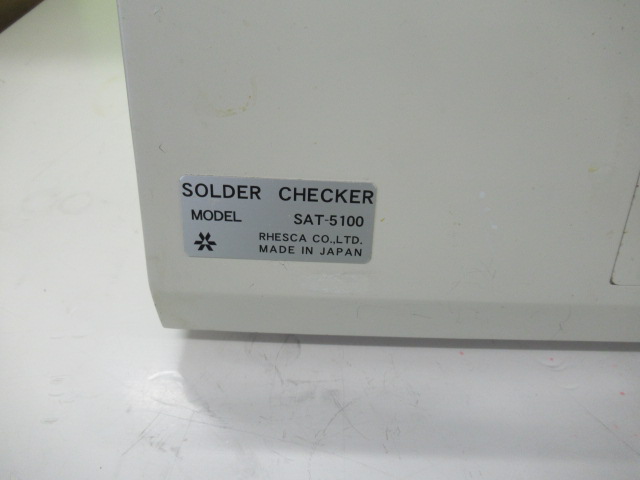 SOLDER CHECKER
MODEL SAT-5100
RHESCA CO.,LTD.
MADE IN JAPAN